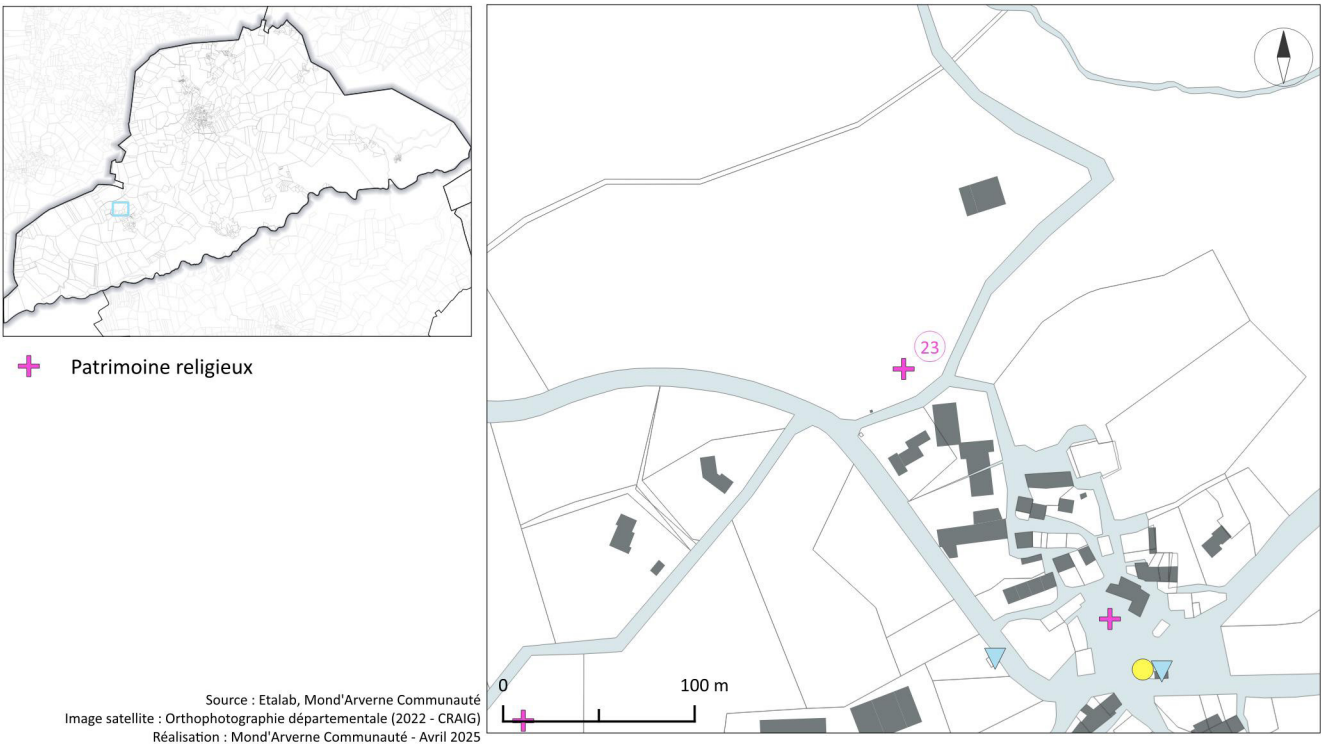 23
Patrimoine religieux
0 100 m
Source : Etalab, Mond'Arverne Communauté
Image satellite : Orthophotographie départementale (2022 - CRAIG)
Réalisation : Mond'Arverne Communauté - Avril 2025